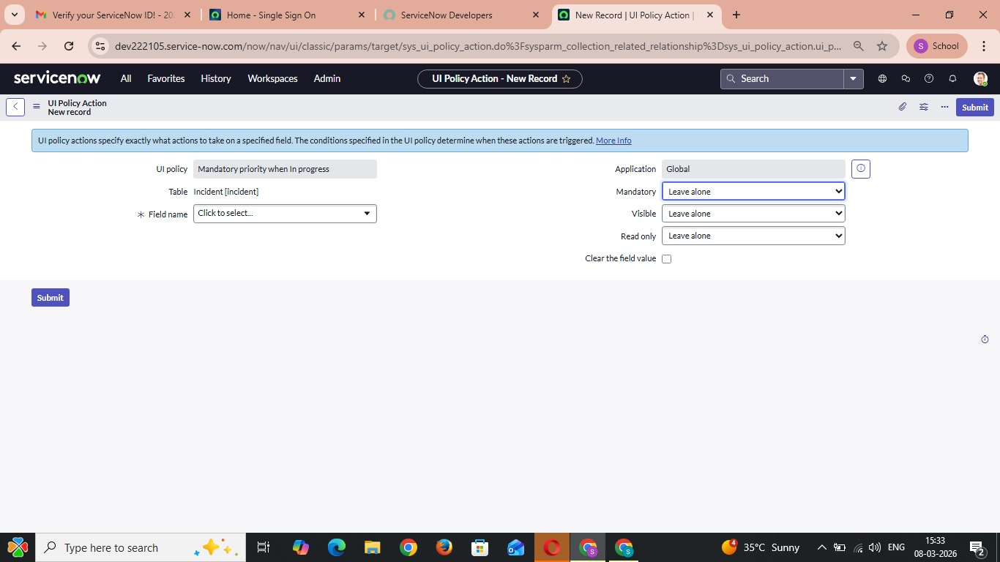 Verify your ServiceNow ID! - 20
Home - Single Sign On
ServiceNow Developers
New Record | UI Policy Action |
dev222105.service-now.com/now/nav/ui/classic/params/target/sys_ui_policy_action.do%3Fsysparm_collection_related_relationship%3Dsys_ui_policy_action.ui_p...
S School
servicenow
All
Favorites
History
Workspaces
Admin
UI Policy Action - New Record
Search
UI Policy Action
New record
Submit
UI policy actions specify exactly what actions to take on a specified field. The conditions specified in the UI policy determine when these actions are triggered. More Info
UI policy Mandatory priority when In progress
Application Global
Table Incident [incident]
Mandatory Leave alone
Field name Click to select...
Visible Leave alone
Read only Leave alone
Clear the field value
Submit
Type here to search
4
35°C Sunny
ENG
15:33
08-03-2026
2